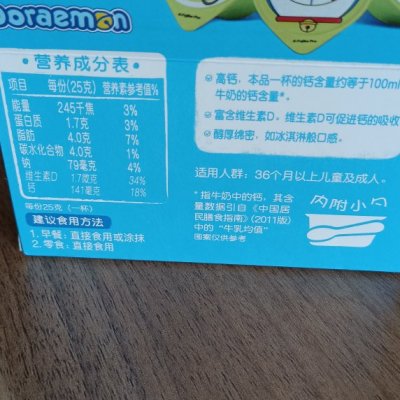 Doraemon
·营养成分表·
项目 每份(25克) 营养素参考值%
能量 245千焦 3%
蛋白质 1.7克 3%
脂肪 4.0克 7%
碳水化合物 4.0克 1%
钠 79毫克 4%
维生素D 1.7微克 34%
钙 141毫克 18%
每份25克（一杯）
建议食用方法
1. 早餐：直接食用或涂抹
2. 零食：直接食用
高钙，本品一杯的钙含量约等于100ml
牛奶的钙含量*。
富含维生素D。维生素D可促进钙的吸收
醇厚绵密，如冰淇淋般口感。
适用人群：36个月以上儿童及成人。
*指牛奶中的钙，其含
量数据引自《中国居
民膳食指南》(2011版)
中的“牛乳均值”
图案仅供参考
内附小勺